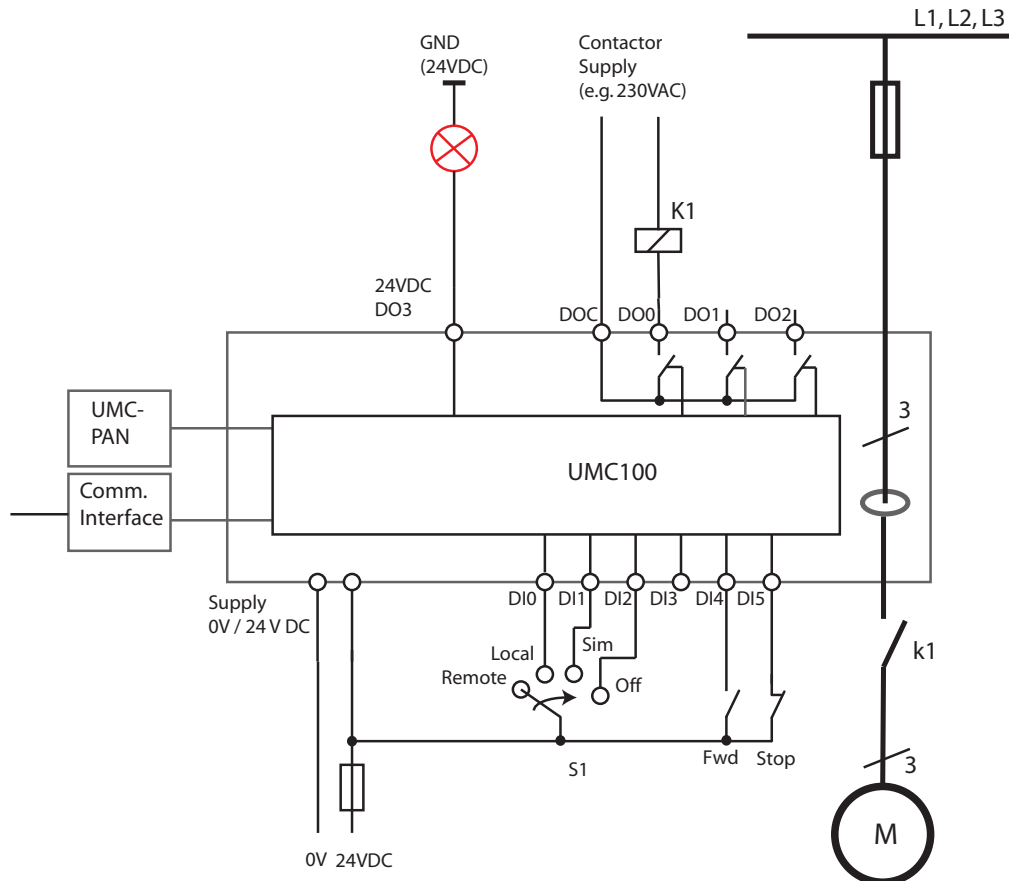 L1, L2, L3
GND
(24VDC)
Contactor
Supply
(e.g. 230VAC)
K1
24VDC
DO3
DOC
DO0
DO1
DO2
UMC-
PAN
3
UMC100
Comm.
Interface
Supply
0V / 24 V DC
DI0
DI1
DI2
DI3
DI4
DI5
Local
Sim
Remote
Off
k1
Fwd
Stop
S1
3
M
0V
24VDC